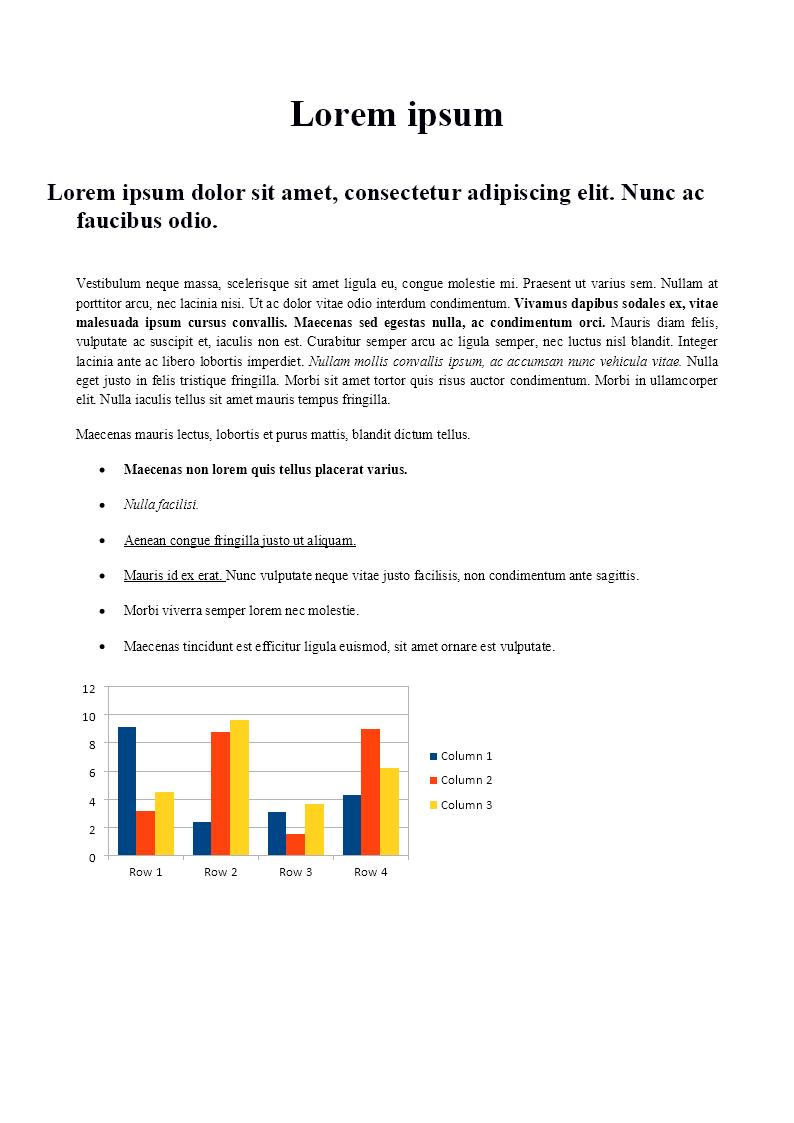 Lorem ipsum
Lorem ipsum dolor sit amet, consectetur adipiscing elit. Nunc ac
faucibus odio.
Vestibulum neque massa, scelerisque sit amet ligula eu, congue molestie mi. Praesent ut varius sem. Nullam at
porttitor arcu, nec lacinia nisi. Ut ac dolor vitae odio interdum condimentum. Vivamus dapibus sodales ex, vitae
malesuada ipsum cursus convallis. Maecenas sed egestas nulla, ac condimentum orci. Mauris diam felis,
vulputate ac suscipit et, iaculis non est. Curabitur semper arcu ac ligula semper, nec luctus nisl blandit. Integer
lacinia ante ac libero lobortis imperdiet. Nullam mollis convallis ipsum, ac accumsan nunc vehicula vitae. Nulla
eget justo in felis tristique fringilla. Morbi sit amet tortor quis risus auctor condimentum. Morbi in ullamcorper
elit. Nulla iaculis tellus sit amet mauris tempus fringilla.
Maecenas mauris lectus, lobortis et purus mattis, blandit dictum tellus.
• Maecenas non lorem quis tellus placerat varius.
• Nulla facilisi.
• Aenean congue fringilla justo ut aliquam.
• Mauris id ex erat. Nunc vulputate neque vitae justo facilisis, non condimentum ante sagittis.
• Morbi viverra semper lorem nec molestie.
• Maecenas tincidunt est efficitur ligula euismod, sit amet ornare est vulputate.
12
10
8
6
4
2
0
Row 1 Row 2 Row 3 Row 4
Column 1
Column 2
Column 3